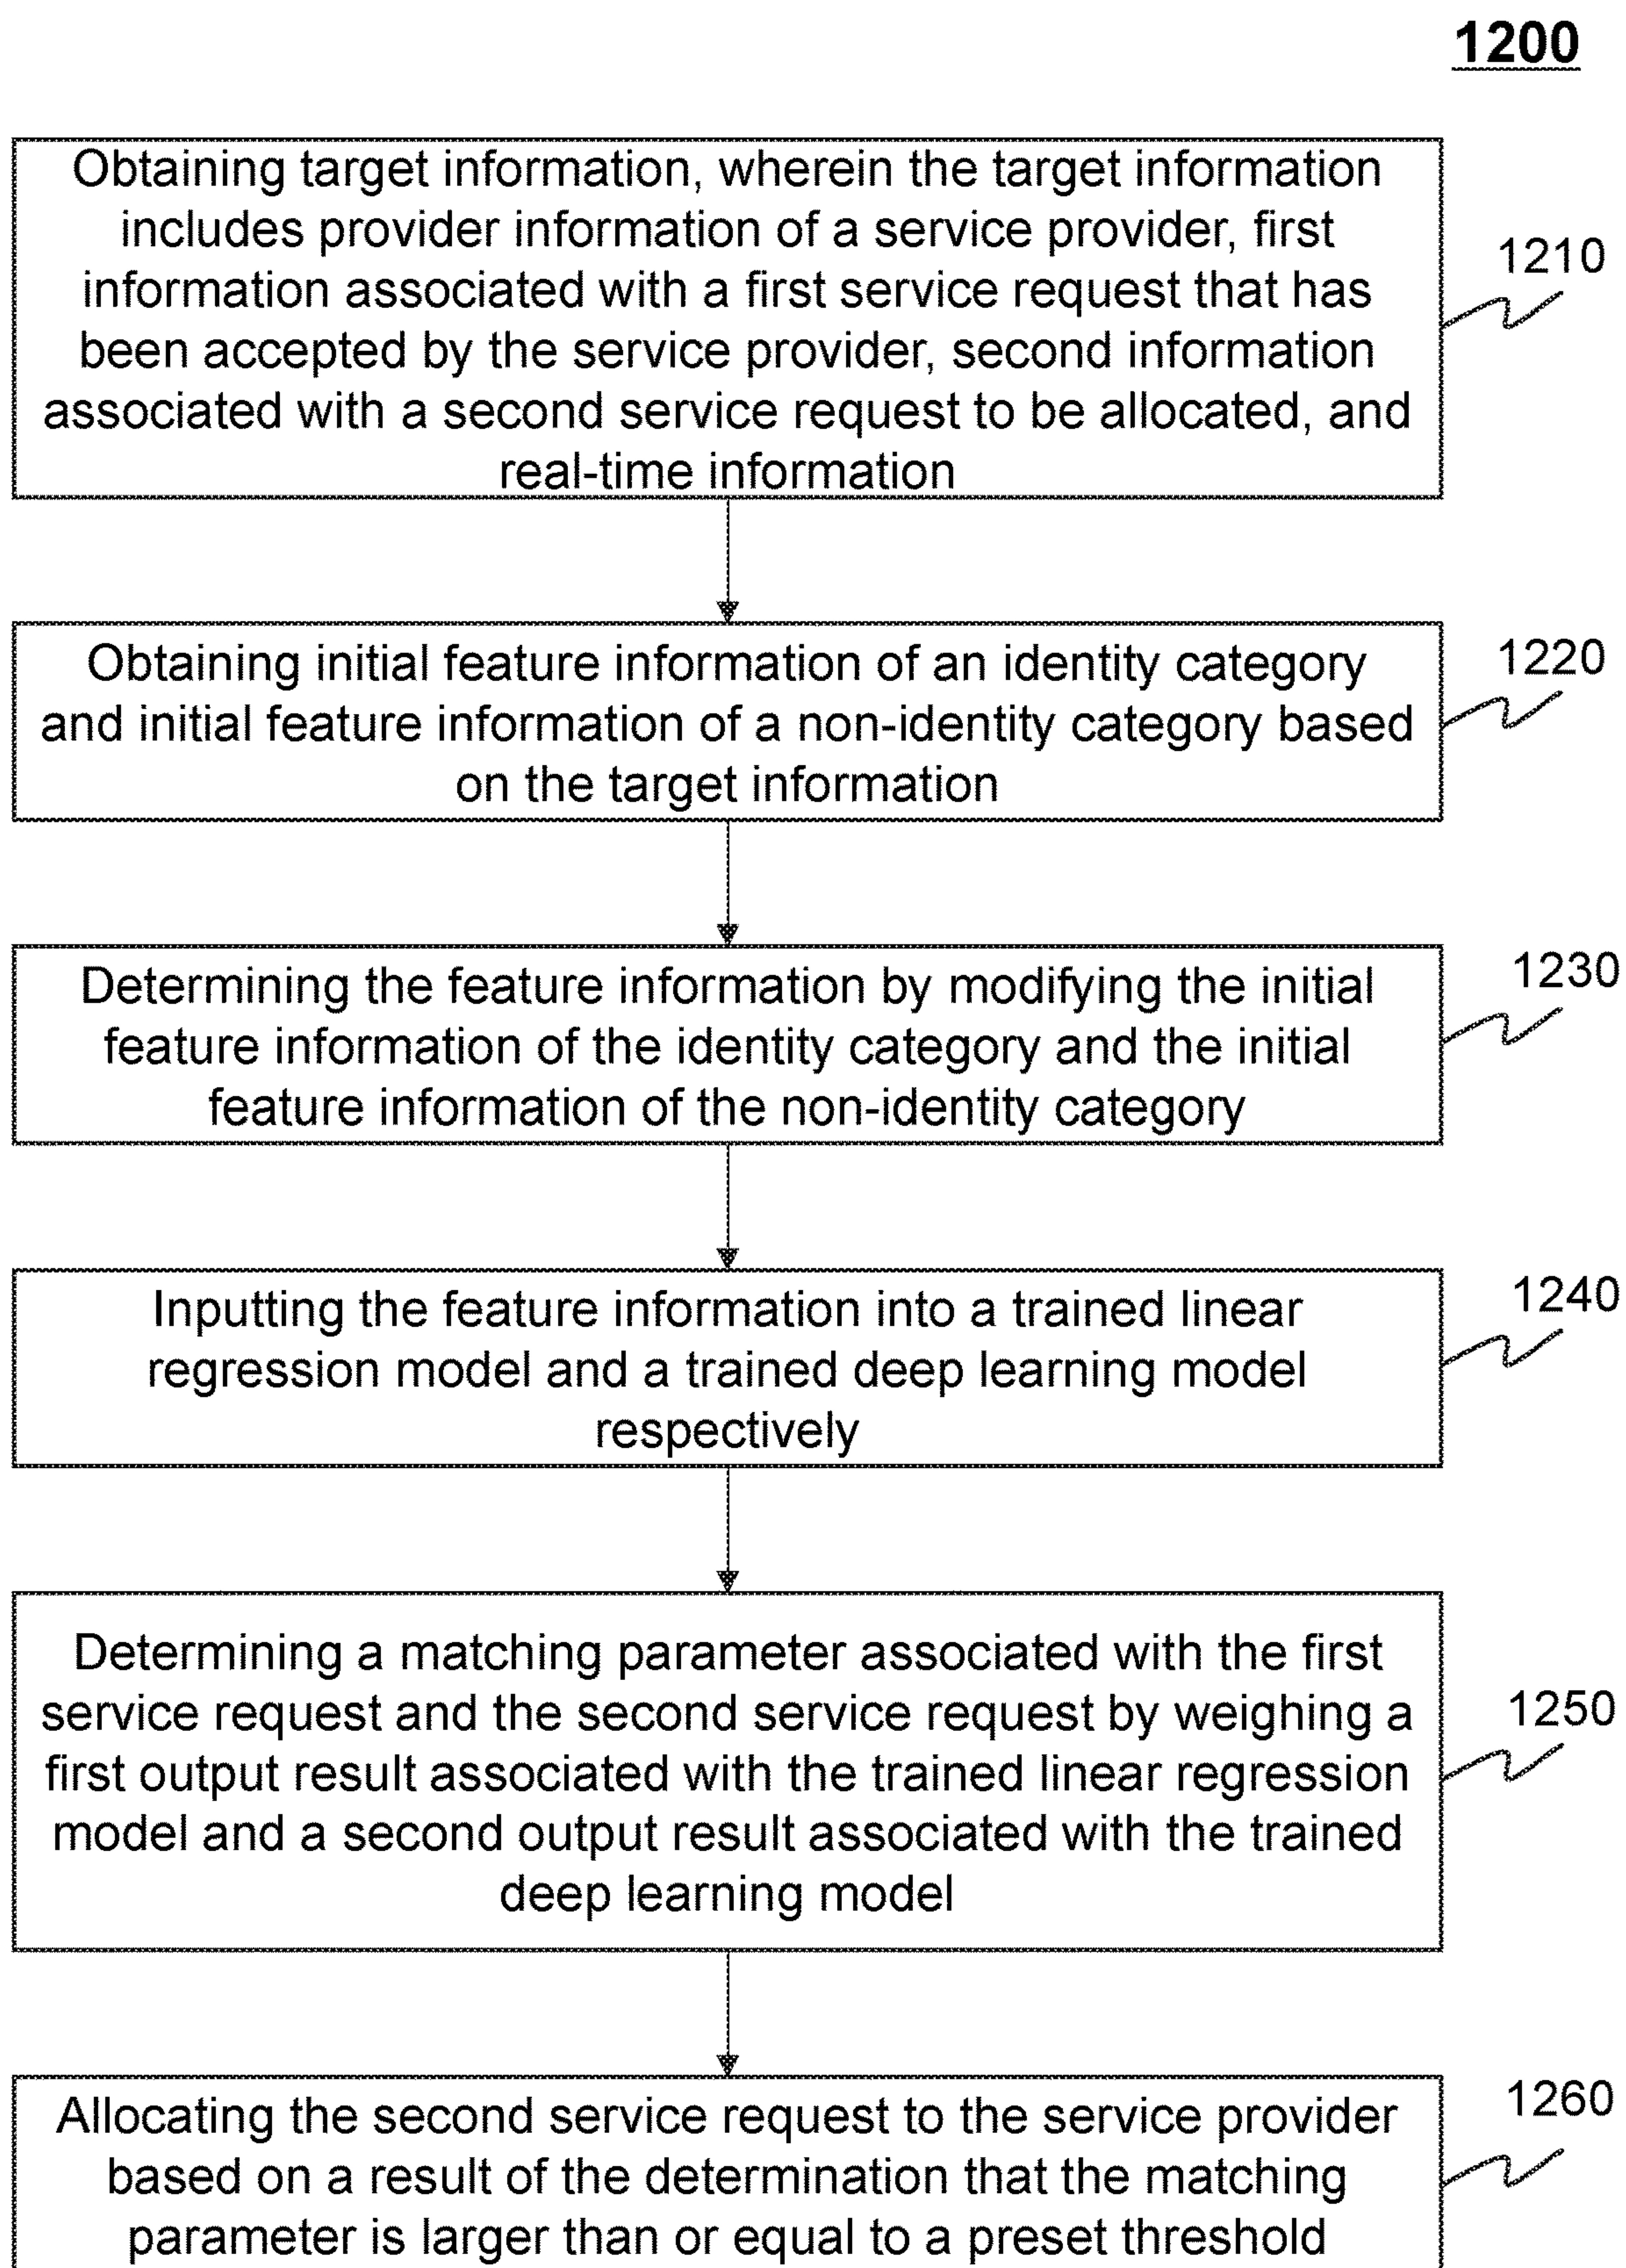 1200
Obtaining target information, wherein the target information
includes provider information of a service provider, first
information associated with a first service request that has
been accepted by the service provider, second information
associated with a second service request to be allocated, and
real-time information
1210
Obtaining initial feature information of an identity category
and initial feature information of a non-identity category based
on the target information
1220
Determining the feature information by modifying the initial
feature information of the identity category and the initial
feature information of the non-identity category
1230
Inputting the feature information into a trained linear
regression model and a trained deep learning model
respectively
1240
Determining a matching parameter associated with the first
service request and the second service request by weighing a
first output result associated with the trained linear regression
model and a second output result associated with the trained
deep learning model
1250
Allocating the second service request to the service provider
based on a result of the determination that the matching
parameter is larger than or equal to a preset threshold
1260